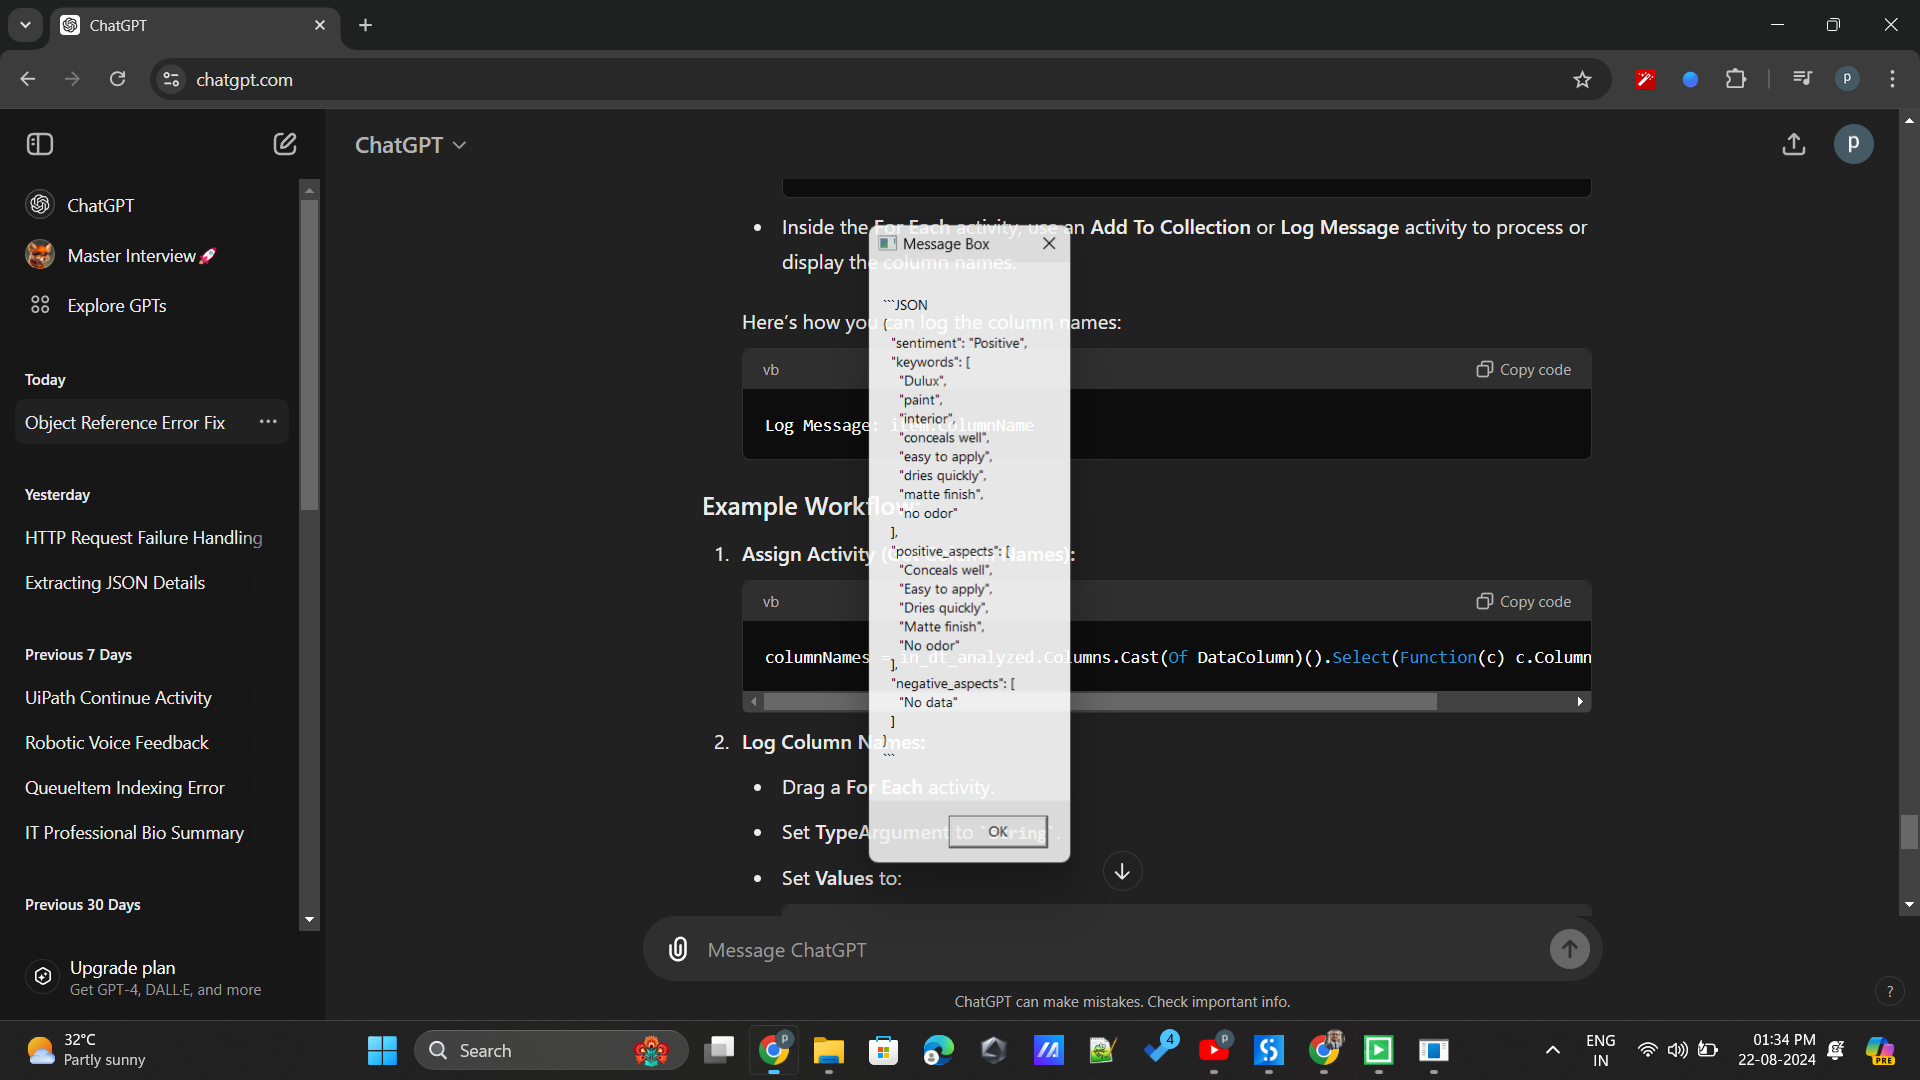 ChatGPT
chatgpt.com
P
ChatGPT
P
ChatGPT
Master Interview🚀
Explore GPTs
Today
Object Reference Error Fix
Yesterday
HTTP Request Failure Handling
Extracting JSON Details
Previous 7 Days
UiPath Continue Activity
Robotic Voice Feedback
QueueItem Indexing Error
IT Professional Bio Summary
Previous 30 Days
Upgrade plan
Get GPT-4, DALL·E, and more
• Inside the For Each activity, use an Add To Collection or Log Message activity to process or
display the column names.
Here's how you can log the column names:
vb
Copy code
Log Message: item.ColumnName
Example Workflow
1. Assign Activity (Get Column Names):
vb
Copy code
columnNames = in_dt_analyzed.Columns.Cast(Of DataColumn)().Select(Function(c) c.Column
2. Log Column Names:
• Drag a For Each activity.
• Set TypeArgument to `String`.
• Set Values to:
Message Box
```JSON
{
"sentiment": "Positive",
"keywords": [
"Dulux",
"paint",
"interior",
"conceals well",
"easy to apply",
"dries quickly",
"matte finish",
"no odor"
],
"positive_aspects": [
"Conceals well",
"Easy to apply",
"Dries quickly",
"Matte finish",
"No odor"
],
"negative_aspects": [
"No data"
]
}
```
OK
Message ChatGPT
ChatGPT can make mistakes. Check important info.
?
32°C
Partly sunny
Search
P
4
P
ENG
IN
01:34 PM
22-08-2024
PRE